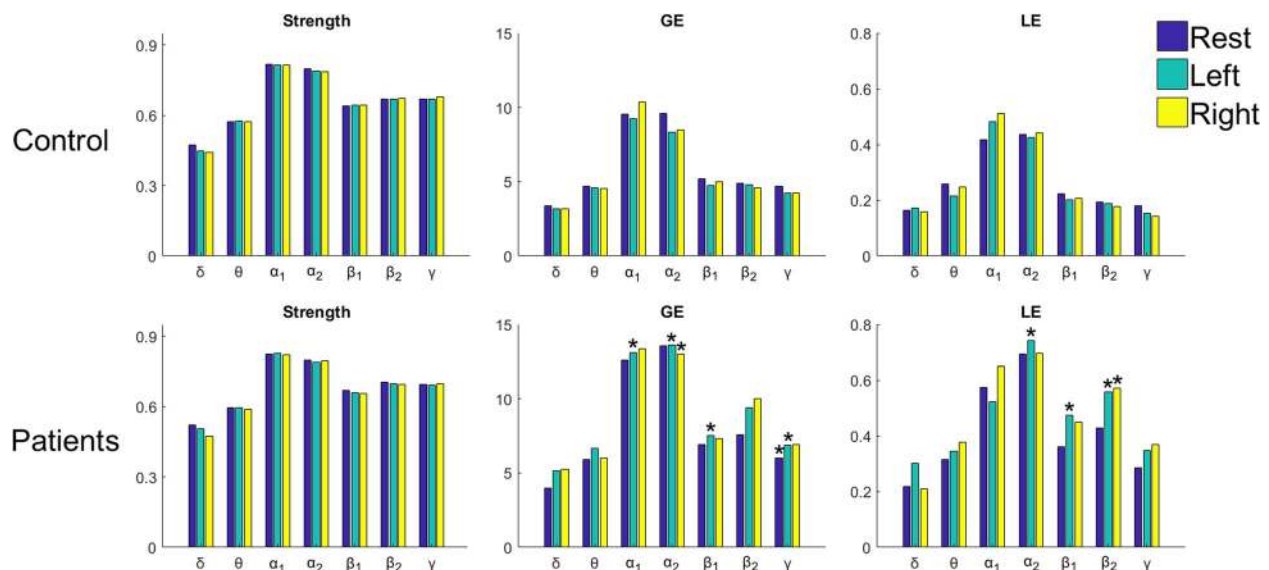 Strength
GE
LE
Rest
Left
Right
Control
0.9
0.6
0.3
0
15
10
5
0
0.8
0.6
0.4
0.2
0
δ θ α1 α2 β1 β2 γ
δ θ α1 α2 β1 β2 γ
δ θ α1 α2 β1 β2 γ
Strength
GE
LE
Patients
0.9
0.6
0.3
0
15
10
5
0
0.8
0.6
0.4
0.2
0
* * * * * *
* * * *
δ θ α1 α2 β1 β2 γ
δ θ α1 α2 β1 β2 γ
δ θ α1 α2 β1 β2 γ